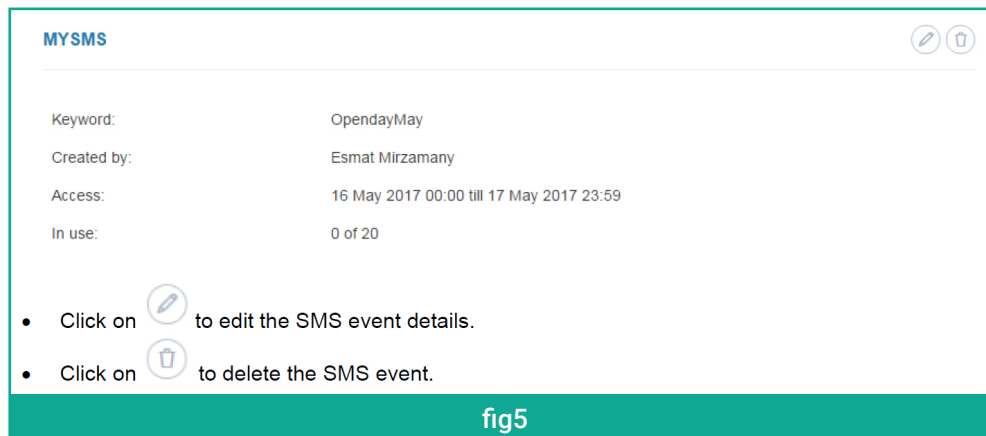 MYSMS
Keyword: OpendayMay
Created by: Esmat Mirzamany
Access: 16 May 2017 00:00 till 17 May 2017 23:59
In use: 0 of 20
• Click on to edit the SMS event details.
• Click on to delete the SMS event.
fig5